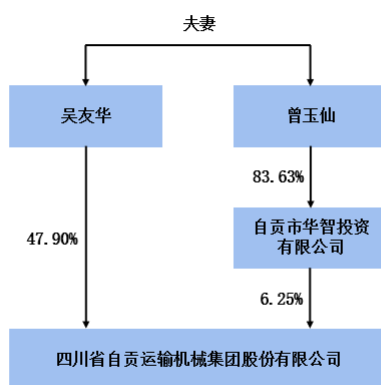 夫妻
吴友华
曾玉仙
83.63%
自贡市华智投资
有限公司
47.90%
6.25%
四川省自贡运输机械集团股份有限公司